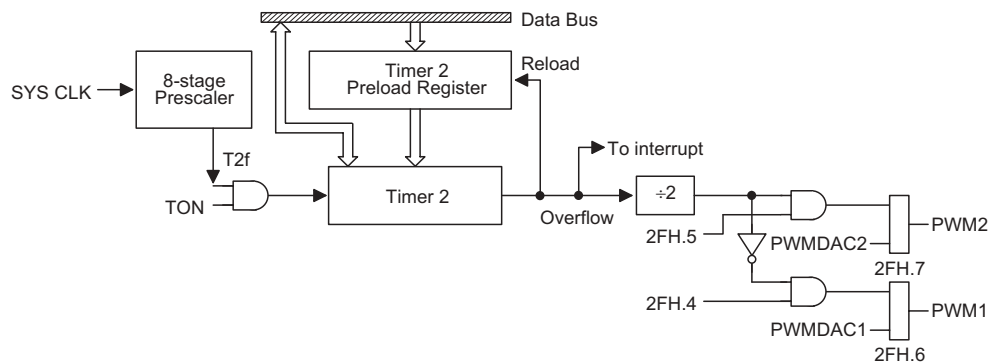 Data Bus
8-stage
Prescaler
Timer 2
Preload Register
Reload
SYS CLK
T2f
To interrupt
TON
Timer 2
Overflow
÷2
2FH.5
PWMDAC2
PWM2
2FH.7
2FH.4
PWMDAC1
PWM1
2FH.6